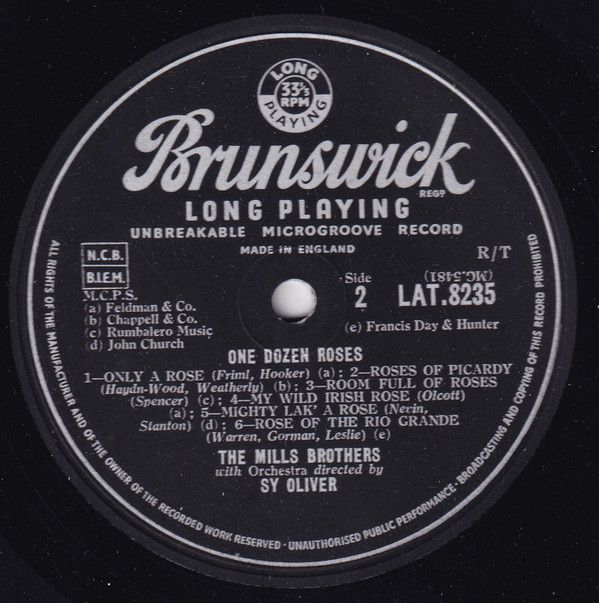 LONG
33⅓
RPM
PLAYING
Brunswick
REGD
LONG PLAYING
UNBREAKABLE MICROGROOVE RECORD
MADE IN ENGLAND
N.C.B.
B.I.E.M.
R/T
M.C.P.S.
(a) Feldman & Co.
(b) Chappell & Co.
(c) Rumbalero Music
(d) John Church
Side
2
(MG.5481)
LAT.8235
(e) Francis Day & Hunter
ONE DOZEN ROSES
1—ONLY A ROSE (Friml, Hooker) (a); 2—ROSES OF PICARDY
(Haydn-Wood, Weatherly) (b); 3—ROOM FULL OF ROSES
(Spencer) (c); 4—MY WILD IRISH ROSE (Olcott)
(a); 5—MIGHTY LAK' A ROSE (Nevin,
Stanton) (d); 6—ROSE OF THE RIO GRANDE
(Warren, Gorman, Leslie) (e)
THE MILLS BROTHERS
with Orchestra directed by
SY OLIVER
ALL RIGHTS OF THE MANUFACTURER AND OF THE OWNER OF THE RECORDED WORK RESERVED · UNAUTHORISED PUBLIC PERFORMANCE · BROADCASTING AND COPYING OF THIS RECORD PROHIBITED